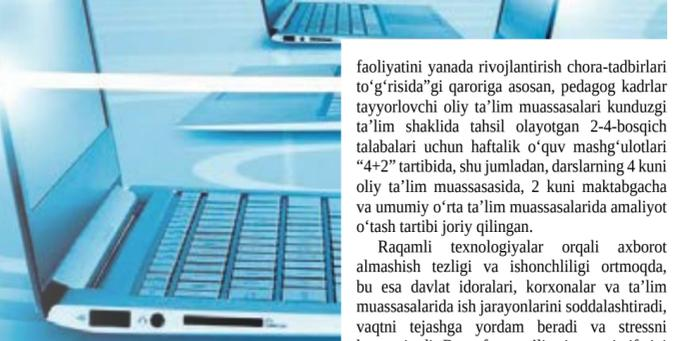 faoliyatini yanada rivojlantirish chora-tadbirlari
to‘g‘risida”gi qaroriga asosan, pedagog kadrlar
tayyorlovchi oliy ta’lim muassasalari kunduzgi
ta’lim shaklida tahsil olayotgan 2-4-bosqich
talabalari uchun haftalik o‘quv mashg‘ulotlari
“4+2” tartibida, shu jumladan, darslarning 4 kuni
oliy ta’lim muassasasida, 2 kuni maktabgacha
va umumiy o‘rta ta’lim muassasalarida amaliyot
o‘tash tartibi joriy qilingan.
Raqamli texnologiyalar orqali axborot
almashish tezligi va ishonchliligi ortmoqda,
bu esa davlat idoralari, korxonalar va ta’lim
muassasalarida ish jarayonlarini soddalashtiradi,
vaqtni tejashga yordam beradi va stressni